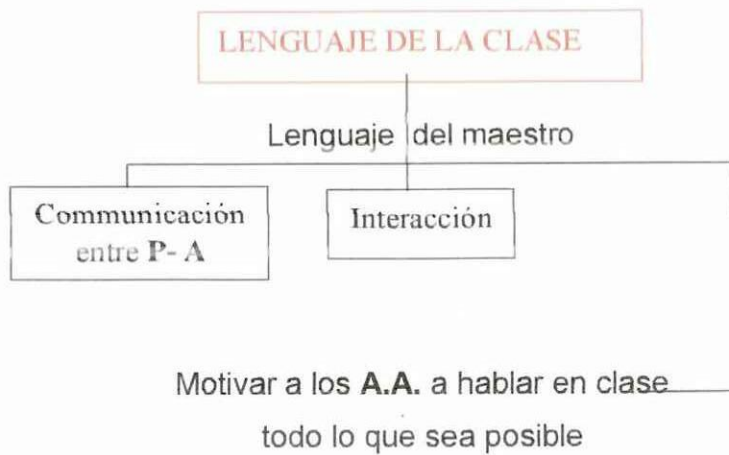 LENGUAJE DE LA CLASE
Lenguaje del maestro
Communicación
entre P- A
Interacción
Motivar a los A.A. a hablar en clase
todo lo que sea posible